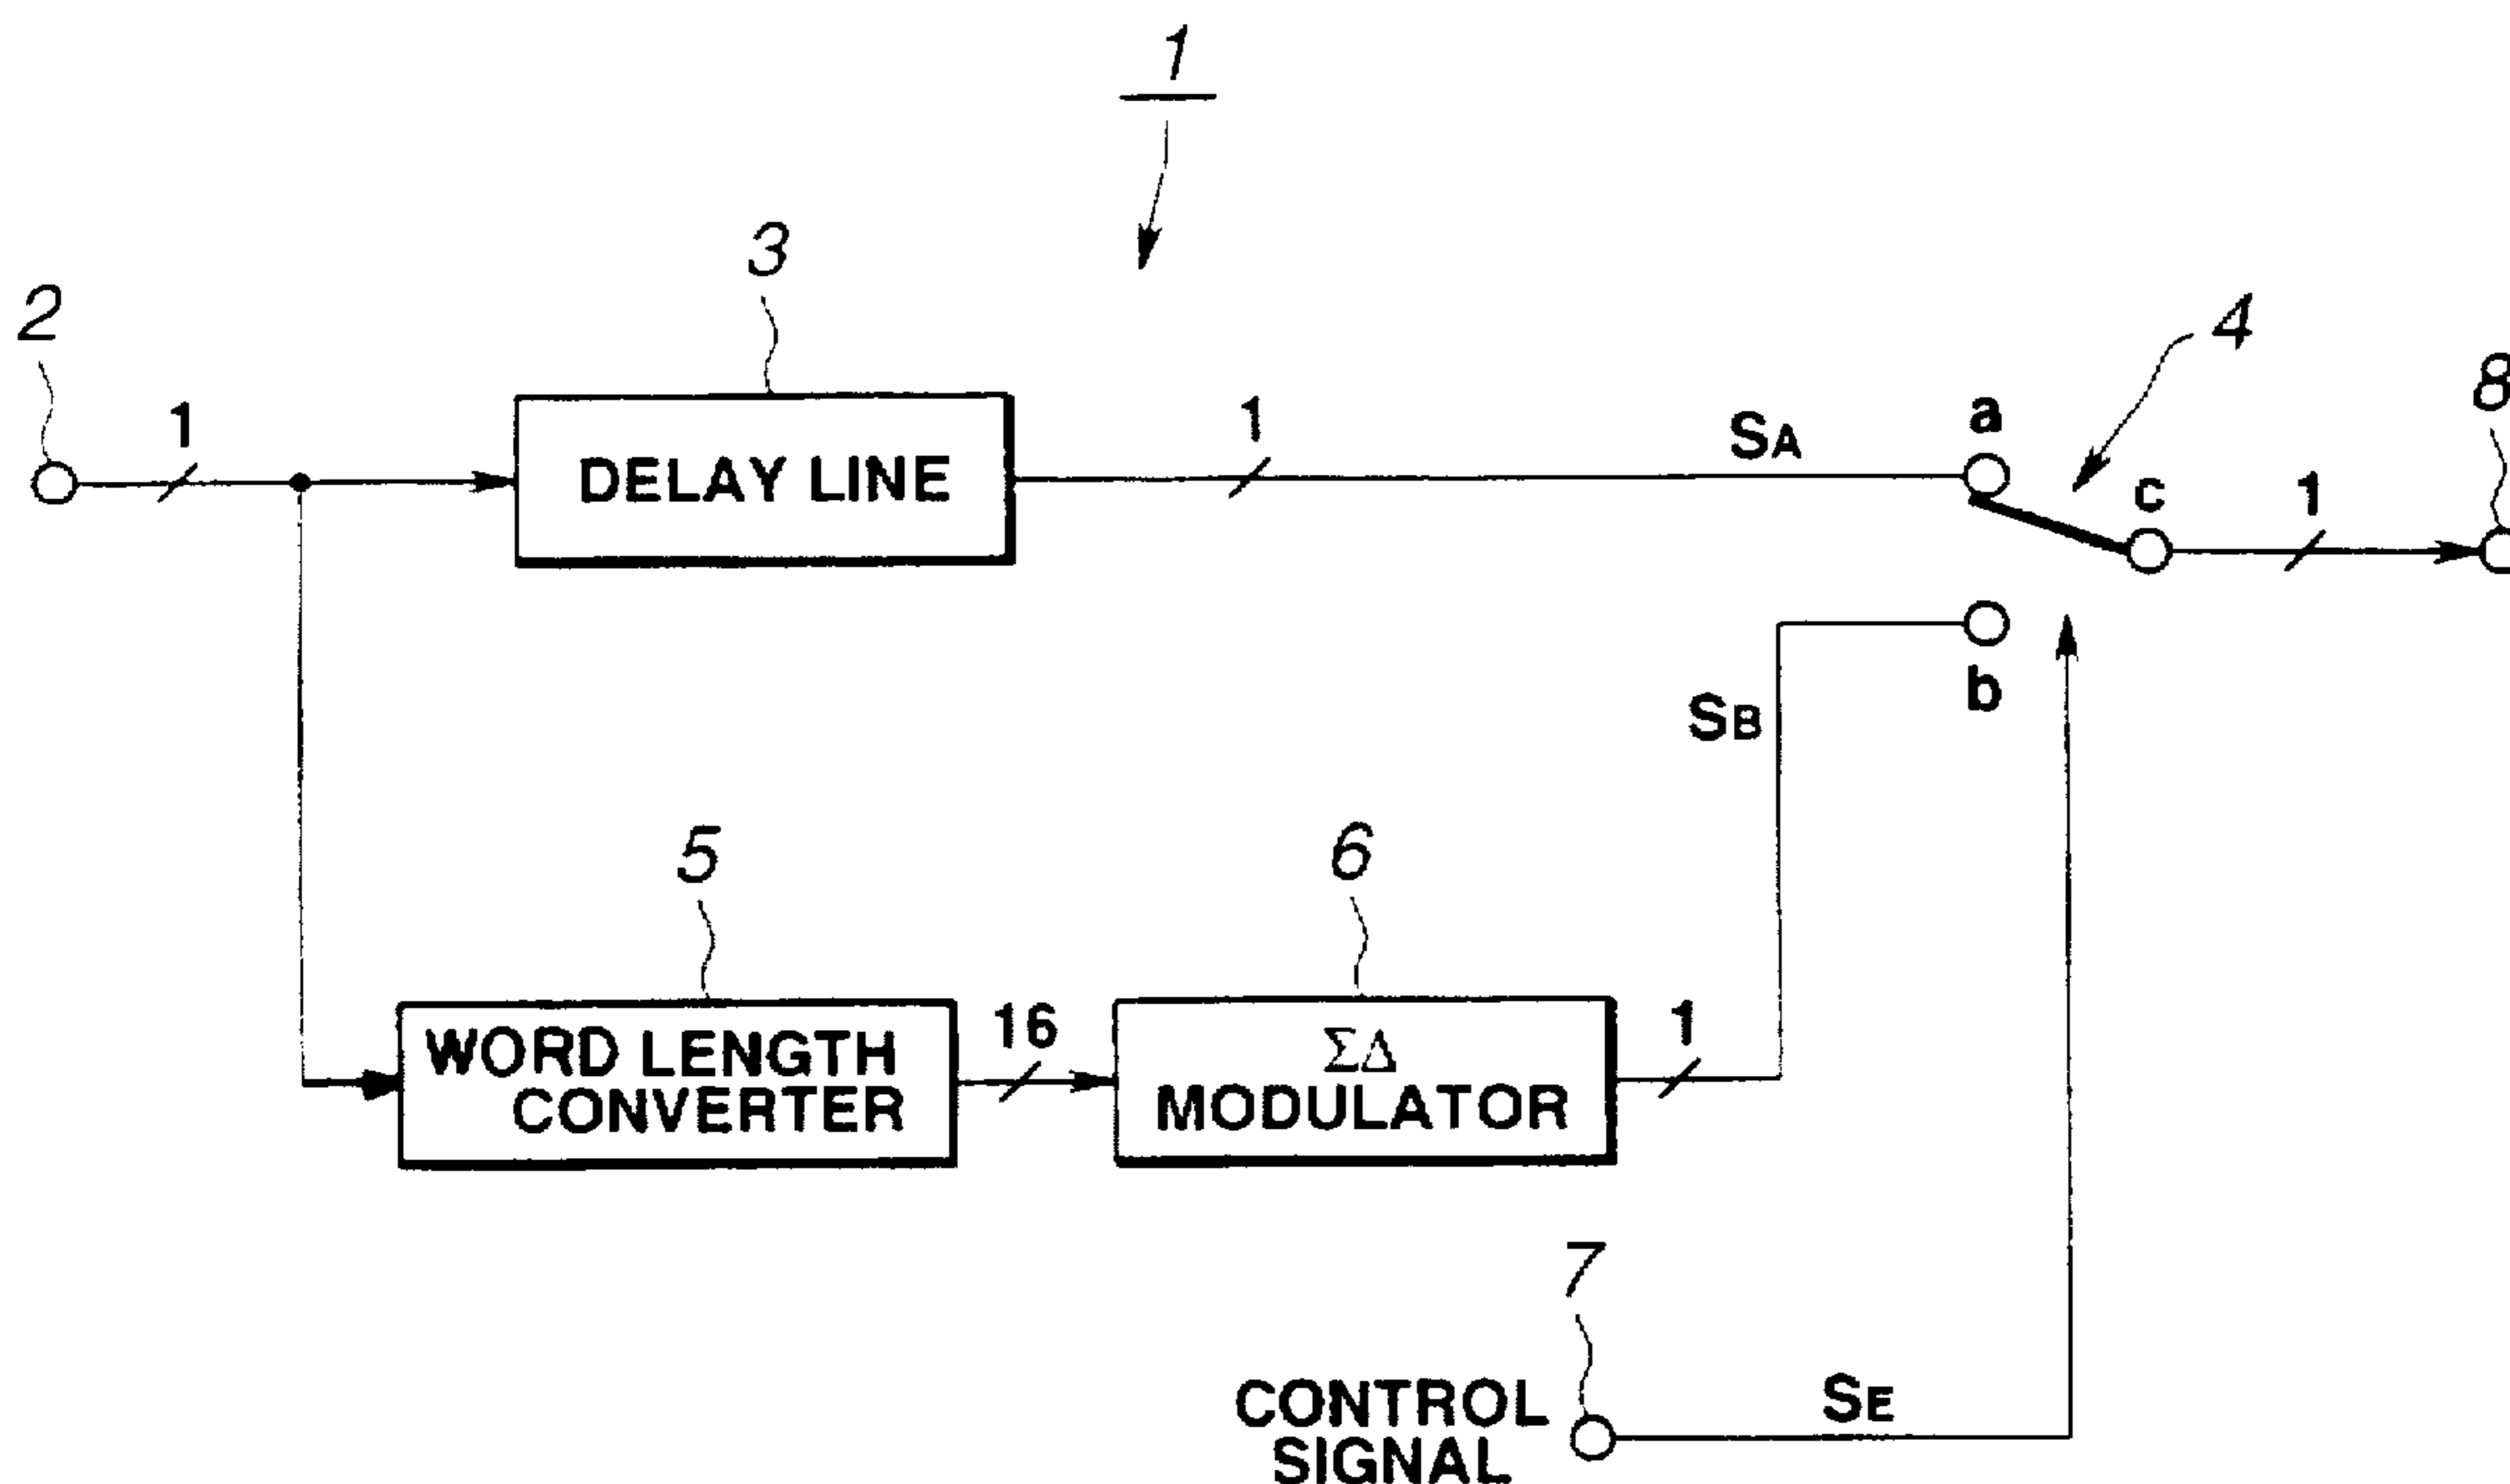 1
3
2
4
1
1
SA
a
8
DELAY LINE
c
1
b
SB
5
6
16
1
WORD LENGTH
CONVERTER
ΣΔ
MODULATOR
7
CONTROL
SIGNAL
SE